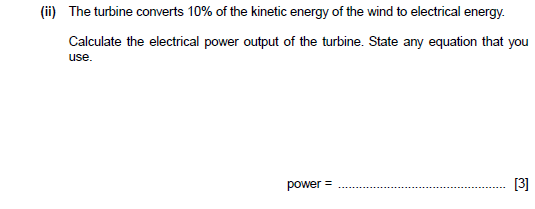 (ii) The turbine converts 10% of the kinetic energy of the wind to electrical energy.
Calculate the electrical power output of the turbine. State any equation that you
use.
power = .................................................. [3]